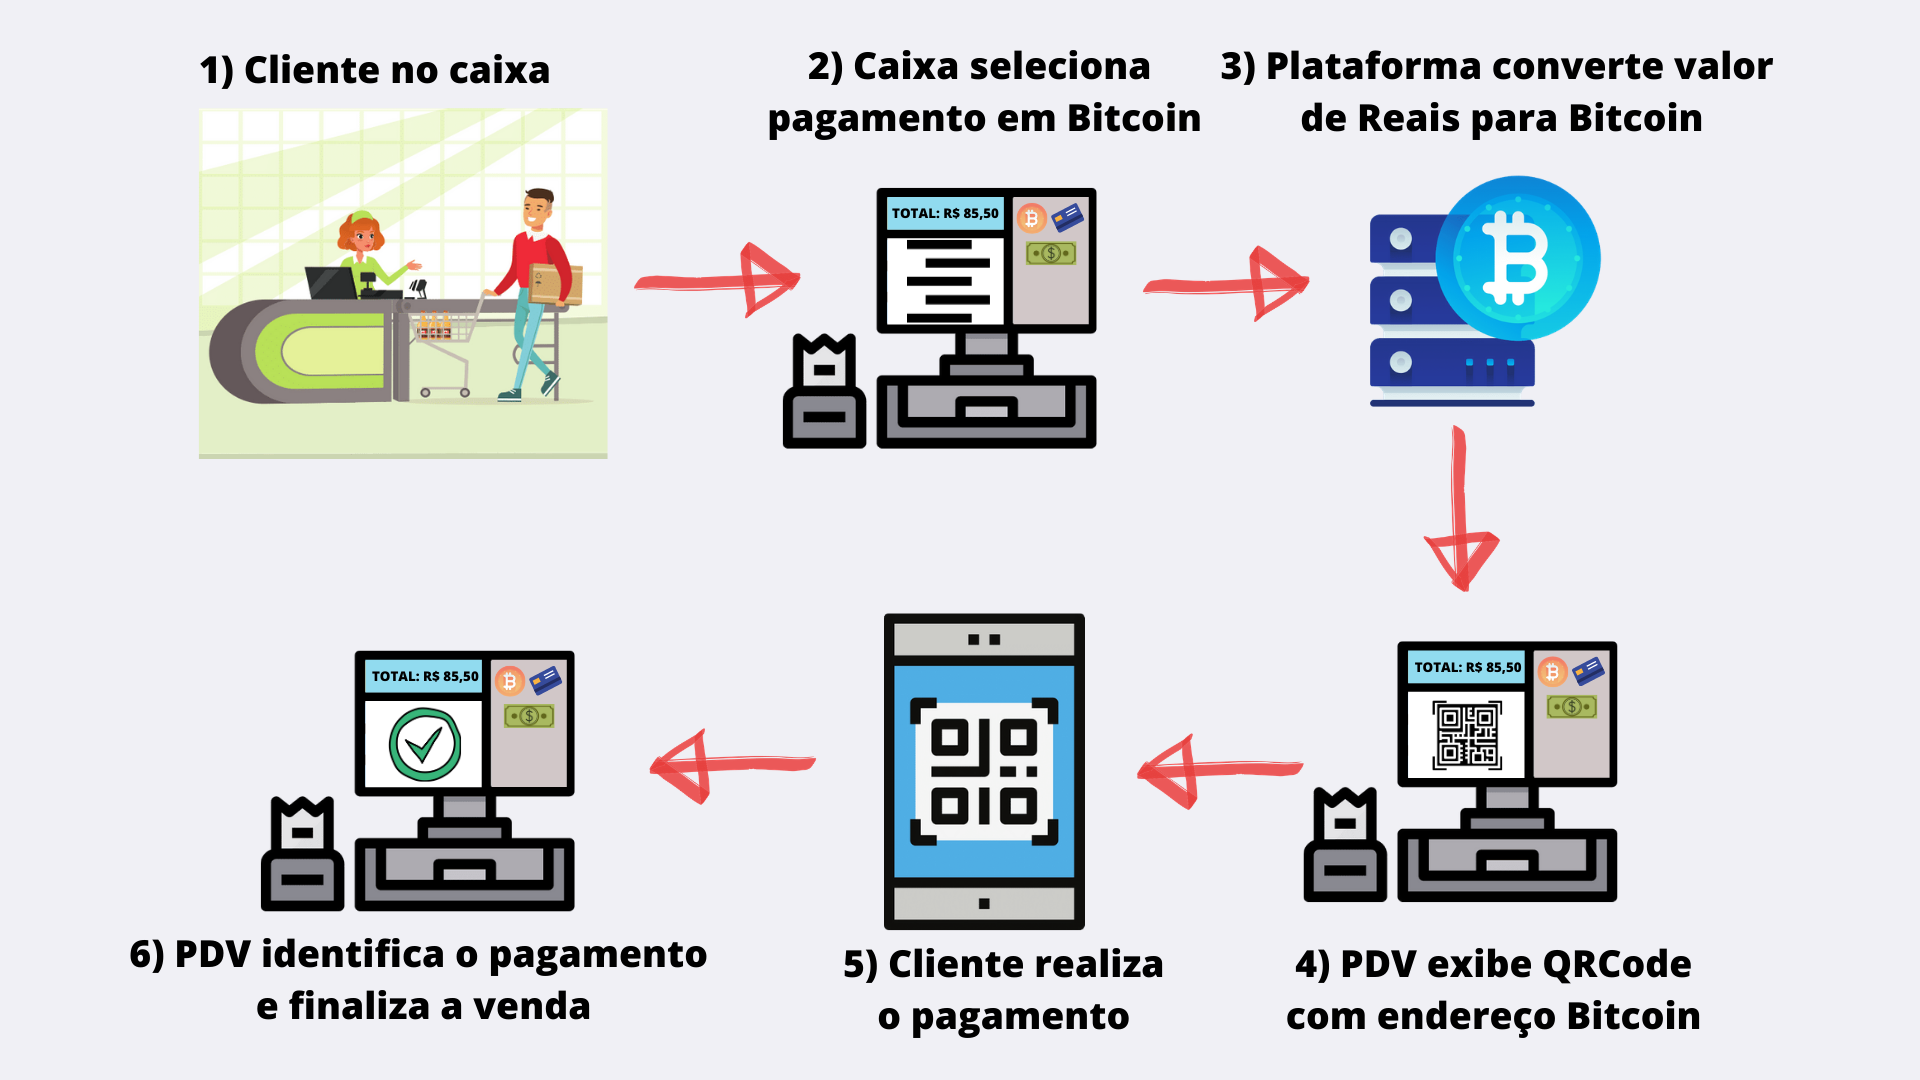 1) Cliente no caixa
2) Caixa seleciona
pagamento em Bitcoin
TOTAL: R$ 85,50
3) Plataforma converte valor
de Reais para Bitcoin
TOTAL: R$ 85,50
4) PDV exibe QRCode
com endereço Bitcoin
5) Cliente realiza
o pagamento
TOTAL: R$ 85,50
6) PDV identifica o pagamento
e finaliza a venda